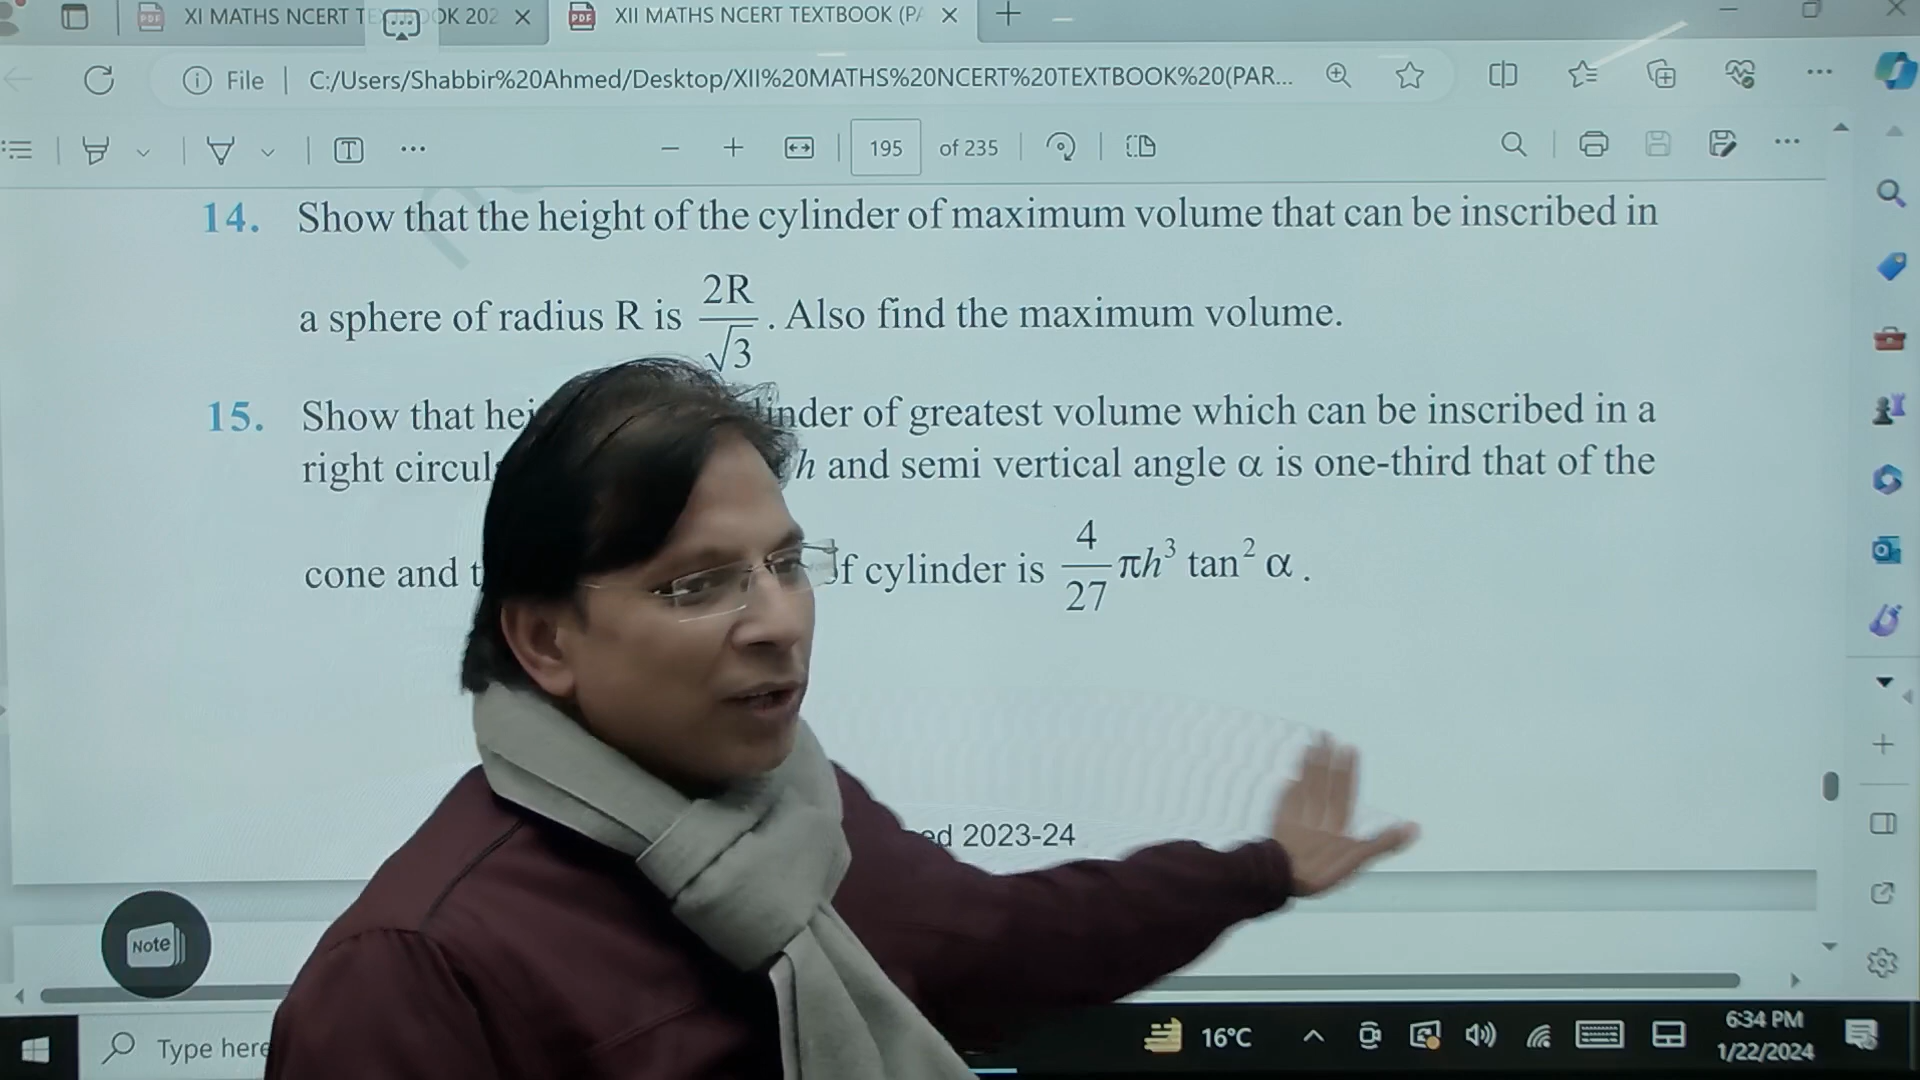 XI MATHS NCERT OK 202
XII MATHS NCERT TEXTBOOK (PA
File C:/Users/Shabbir%20Ahmed/Desktop/XII%20MATHS%20NCERT%20TEXTBOOK%20(PAR...
195 of 235
14. Show that the height of the cylinder of maximum volume that can be inscribed in
a sphere of radius R is 2R/√3. Also find the maximum volume.
15. Show that cylinder of greatest volume which can be inscribed in a
right h and semi vertical angle α is one-third that of the
cone and of cylinder is 4/27 πh³ tan² α.
2023-24
Note
Type here
16°C
6:34 PM
1/22/2024